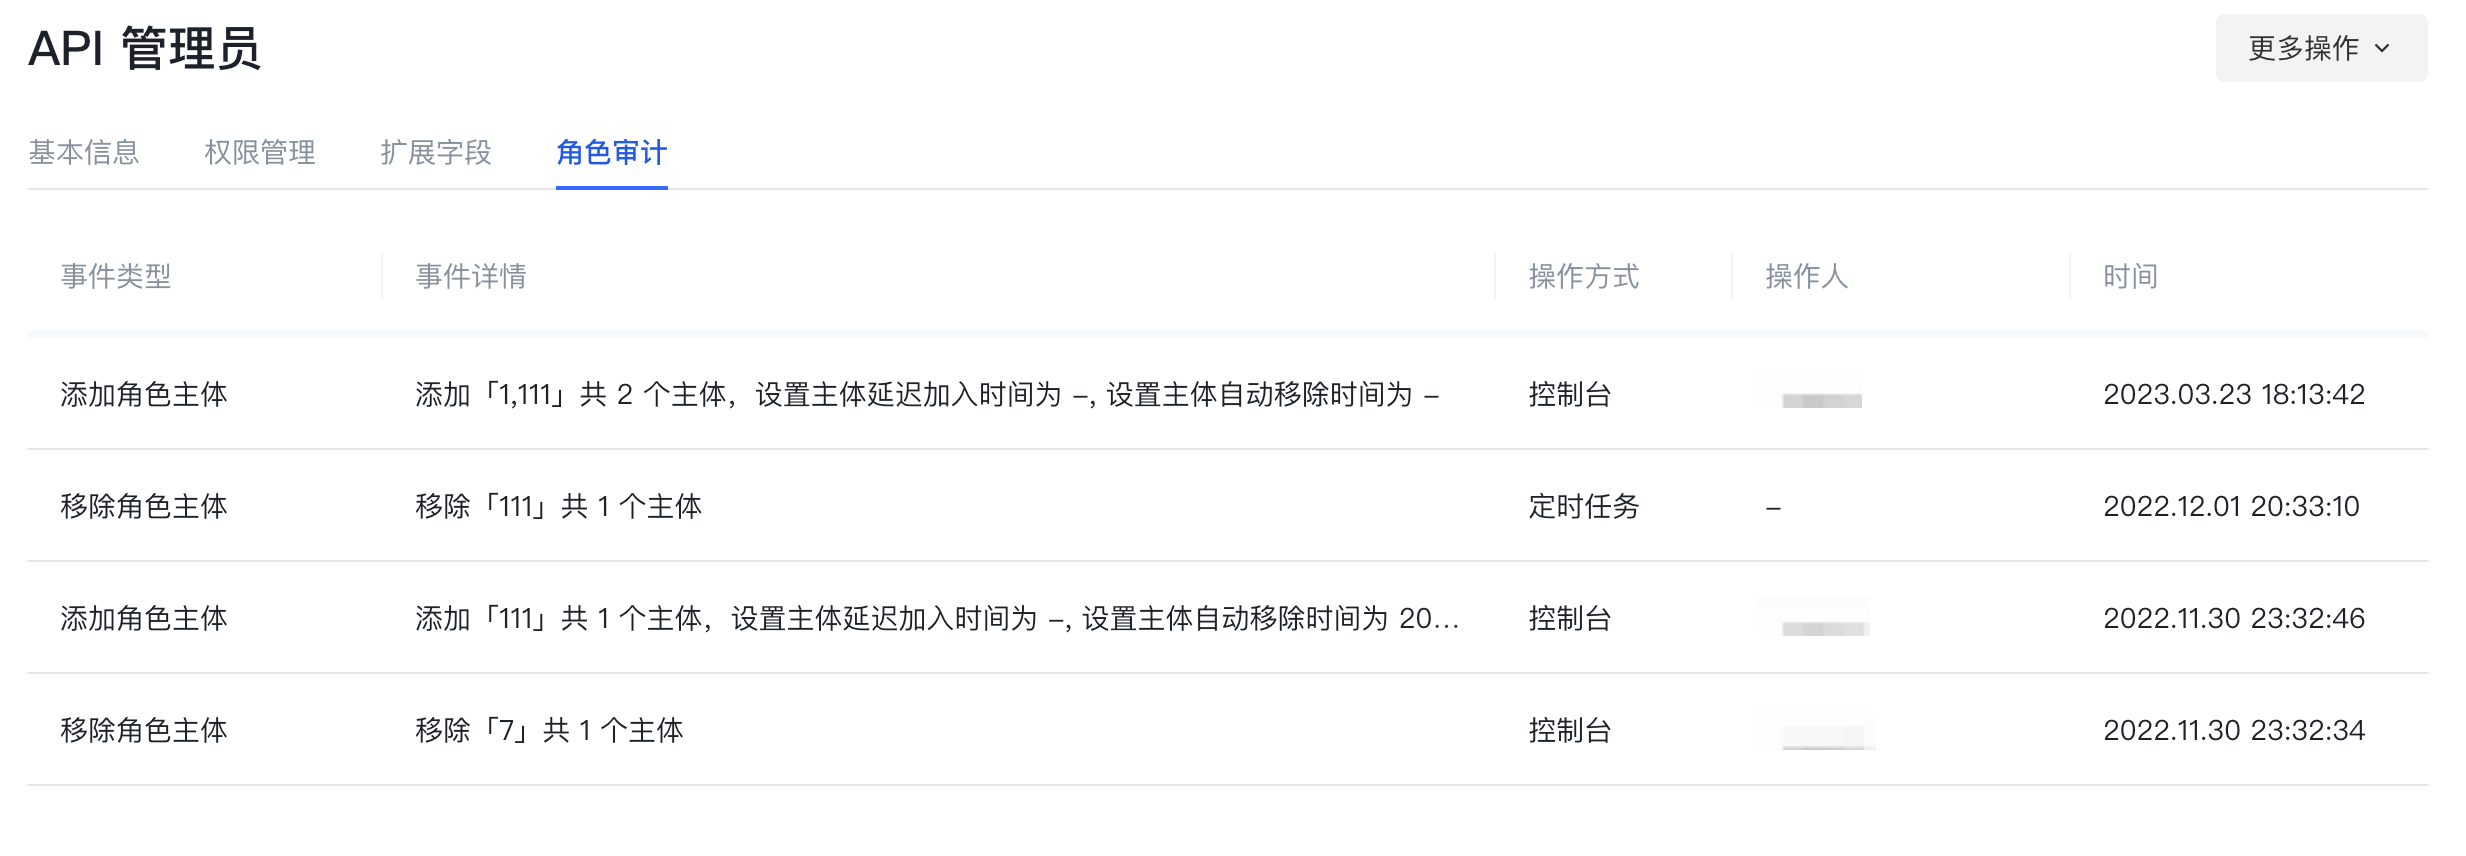 API 管理员
更多操作
基本信息 权限管理 扩展字段 角色审计
事件类型 事件详情 操作方式 操作人 时间
添加角色主体 添加「1,111」共 2 个主体，设置主体延迟加入时间为 –, 设置主体自动移除时间为 – 控制台 2023.03.23 18:13:42
移除角色主体 移除「111」共 1 个主体 定时任务 – 2022.12.01 20:33:10
添加角色主体 添加「111」共 1 个主体，设置主体延迟加入时间为 –, 设置主体自动移除时间为 20... 控制台 2022.11.30 23:32:46
移除角色主体 移除「7」共 1 个主体 控制台 2022.11.30 23:32:34